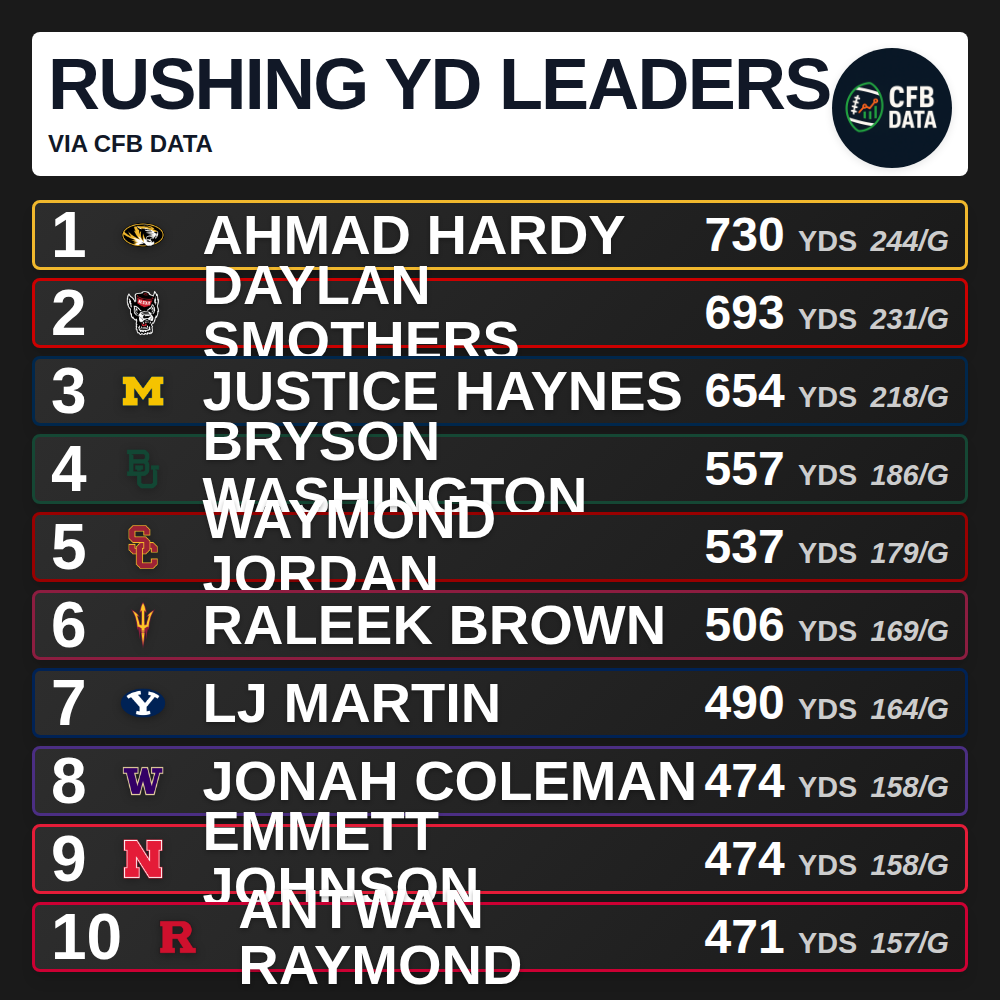 RUSHING YD LEADERS
VIA CFB DATA
CFB
DATA
1 AHMAD HARDY 730 YDS 244/G
2 DAYLAN
SMOTHERS 693 YDS 231/G
3 JUSTICE HAYNES 654 YDS 218/G
4 BRYSON
WASHINGTON 557 YDS 186/G
5 WAYMOND
JORDAN 537 YDS 179/G
6 RALEEK BROWN 506 YDS 169/G
7 LJ MARTIN 490 YDS 164/G
8 JONAH COLEMAN 474 YDS 158/G
9 EMMETT
JOHNSON 474 YDS 158/G
10 ANTWAN
RAYMOND 471 YDS 157/G